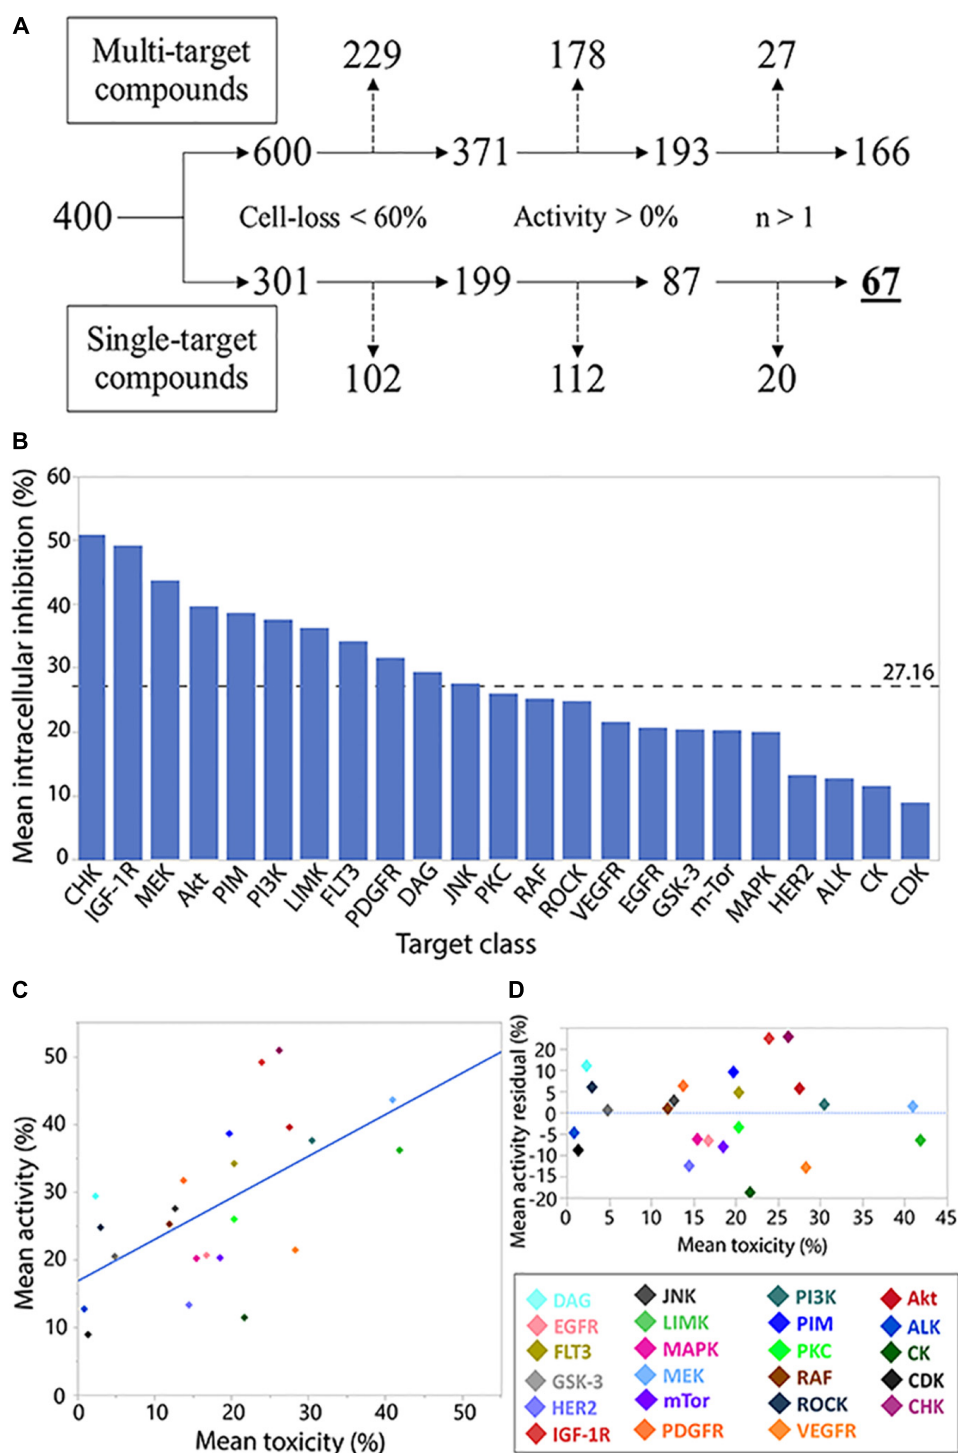 A
Multi-target
compounds
229
178
27
600
371
193
166
400
Cell-loss < 60%
Activity > 0%
n > 1
301
199
87
67
Single-target
compounds
102
112
20
B
Mean intracellular inhibition (%)
60
50
40
30
20
10
0
27.16
CHK
IGF-1R
MEK
Akt
PIM
PI3K
LIMK
FLT3
PDGFR
DAG
JNK
PKC
RAF
ROCK
VEGFR
EGFR
GSK-3
m-Tor
MAPK
HER2
ALK
CK
CDK
Target class
C
Mean activity (%)
50
40
30
20
10
0
0 10 20 30 40 50
Mean toxicity (%)
D
Mean activity residual (%)
20
10
5
0
-5
-10
-15
-20
0 5 10 15 20 25 30 35 40 45
Mean toxicity (%)
DAG JNK PI3K Akt
EGFR LIMK PIM ALK
FLT3 MAPK PKC CK
GSK-3 MEK RAF CDK
HER2 mTor ROCK CHK
IGF-1R PDGFR VEGFR